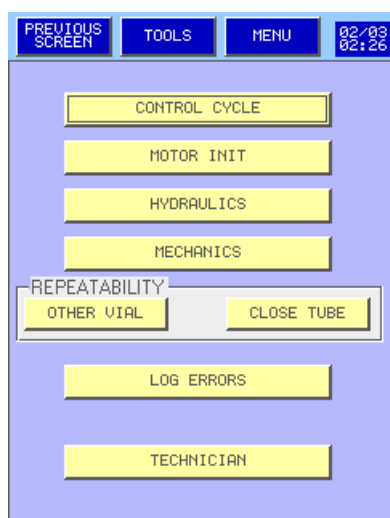 PREVIOUS
SCREEN
TOOLS
MENU
02/03
02:26
CONTROL CYCLE
MOTOR INIT
HYDRAULICS
MECHANICS
REPEATABILITY
OTHER VIAL
CLOSE TUBE
LOG ERRORS
TECHNICIAN